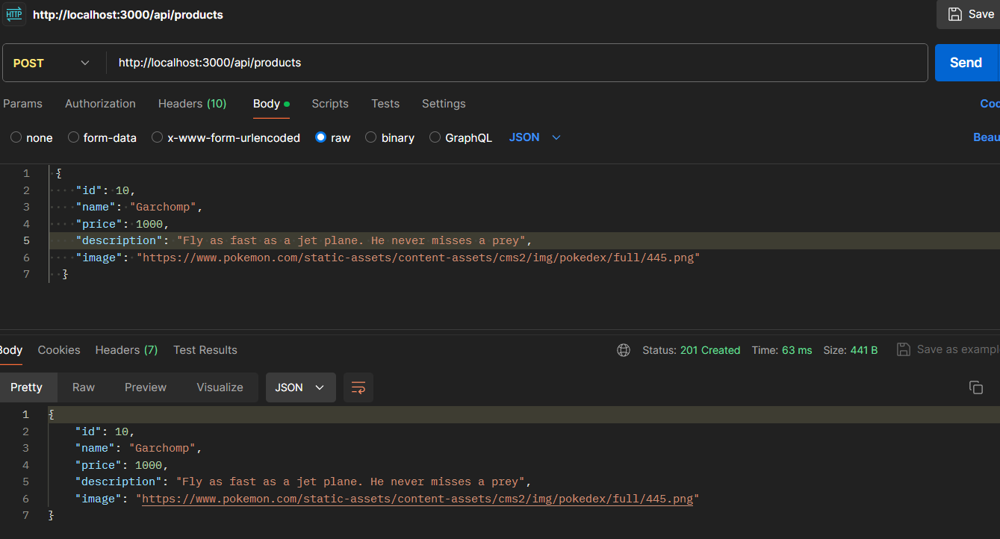 HTTP http://localhost:3000/api/products Save
POST http://localhost:3000/api/products Send
Params Authorization Headers (10) Body Scripts Tests Settings Coo
none form-data x-www-form-urlencoded raw binary GraphQL JSON Beau
1 {
2 "id": 10,
3 "name": "Garchomp",
4 "price": 1000,
5 "description": "Fly as fast as a jet plane. He never misses a prey",
6 "image": "https://www.pokemon.com/static-assets/content-assets/cms2/img/pokedex/full/445.png"
7 }
Body Cookies Headers (7) Test Results Status: 201 Created Time: 63 ms Size: 441 B Save as exampl
Pretty Raw Preview Visualize JSON
1 {
2 "id": 10,
3 "name": "Garchomp",
4 "price": 1000,
5 "description": "Fly as fast as a jet plane. He never misses a prey",
6 "image": "https://www.pokemon.com/static-assets/content-assets/cms2/img/pokedex/full/445.png"
7 }